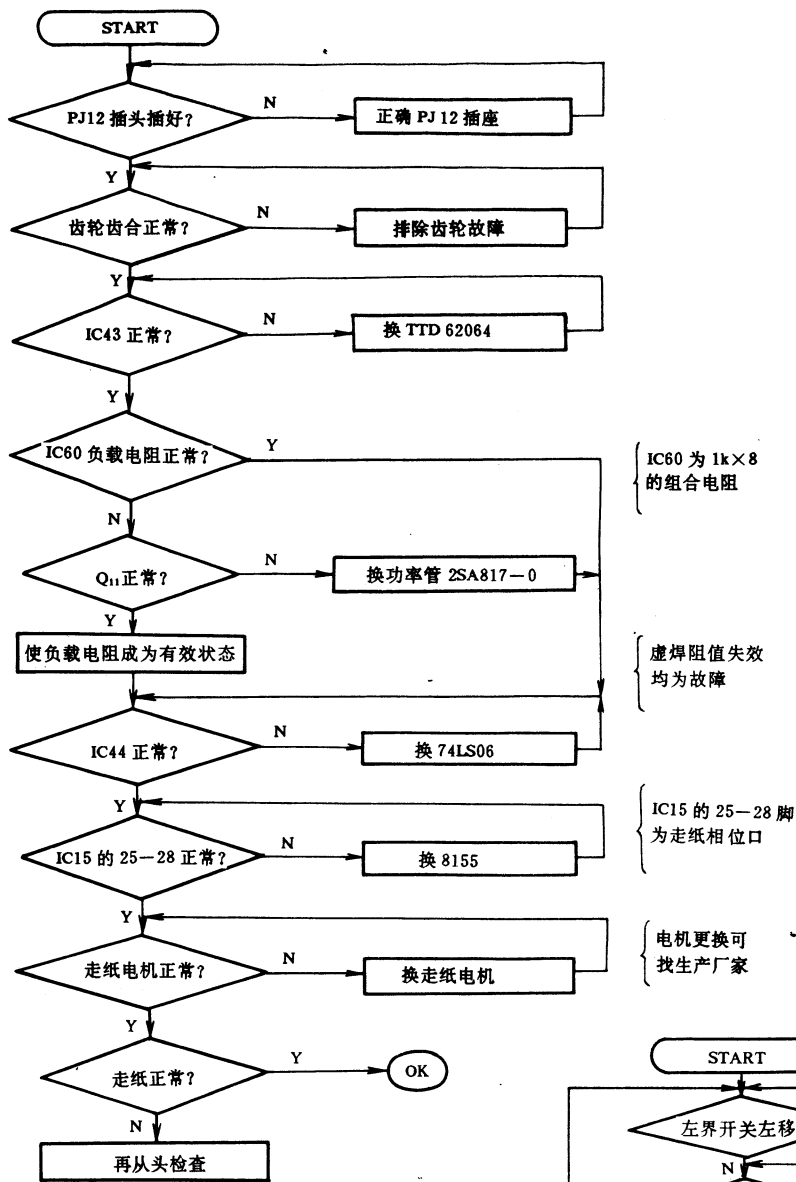 START
PJ12 插头插好?
N
正确 PJ 12 插座
Y
齿轮齿合正常?
N
排除齿轮故障
Y
IC43 正常?
N
换 TTD 62064
Y
IC60 负载电阻正常?
Y
IC60 为 1k×8
的组合电阻
N
Q₁₁正常?
N
换功率管 2SA817-0
Y
使负载电阻成为有效状态
虚焊阻值失效
均为故障
IC44 正常?
N
换 74LS06
Y
IC15 的 25-28 脚
为走纸相位口
IC15 的 25-28 正常?
N
换 8155
Y
走纸电机正常?
N
换走纸电机
电机更换可
找生产厂家
Y
走纸正常?
Y
OK
N
再从头检查
START
左界开关左移
N